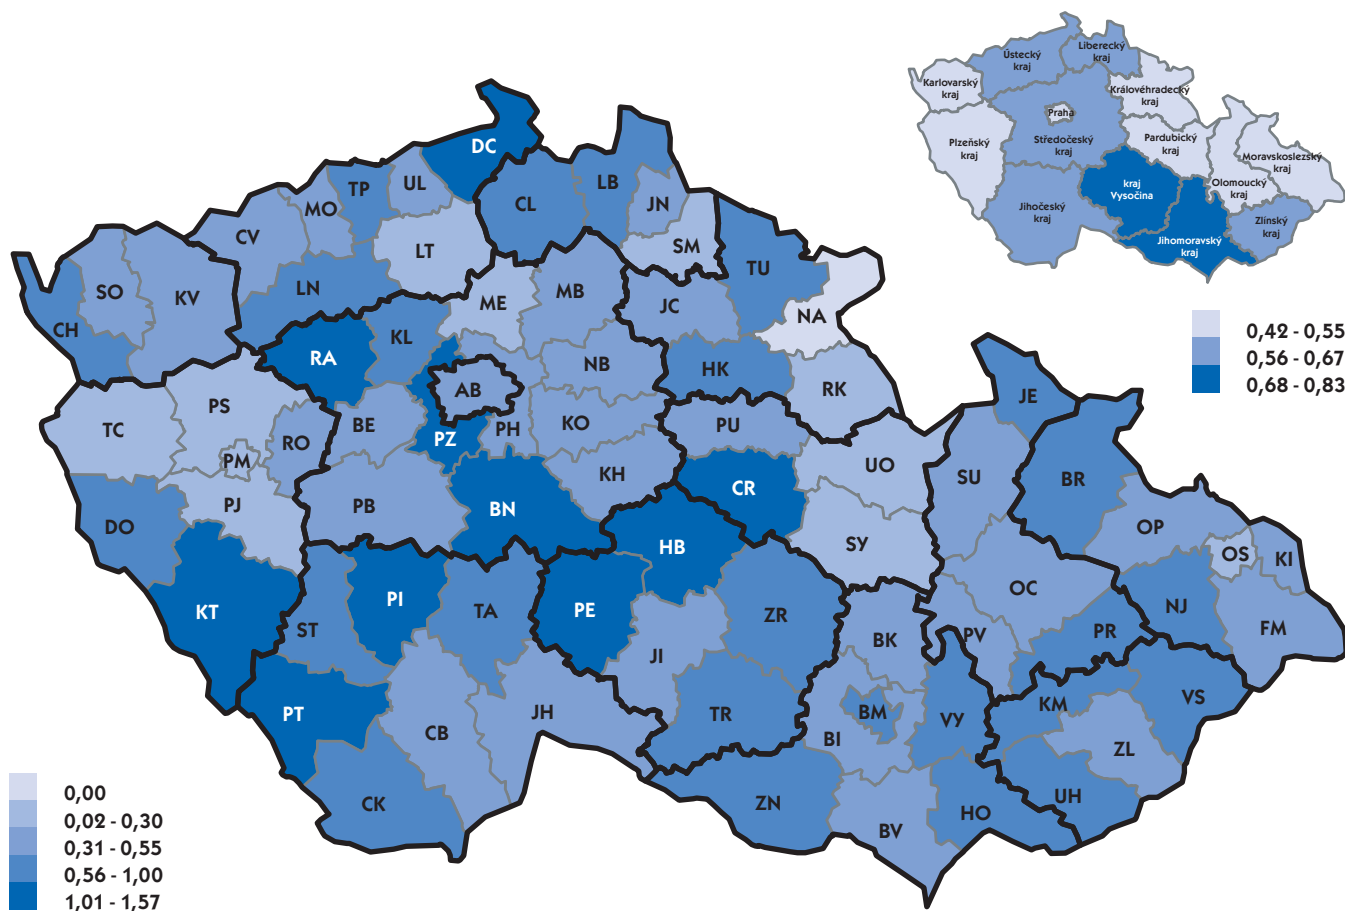 Ústecký
kraj
Liberecký
kraj
Karlovarský
kraj
Královéhradecký
kraj
Praha
Plzeňský
kraj
Středočeský
kraj
Pardubický
kraj
Moravskoslezský
kraj
kraj
Vysočina
Olomoucký
kraj
Jihočeský
kraj
Zlínský
kraj
Jihomoravský
kraj
0,42 - 0,55
0,56 - 0,67
0,68 - 0,83
DC
TP
UL
LB
CL
MO
JN
CV
LT
SM
TU
SO
KV
LN
ME
MB
JC
NA
CH
RA
KL
NB
HK
AB
RK
JE
PS
TC
RO
BE
PZ
PH
KO
PU
PM
KH
UO
SU
BR
PJ
PB
BN
CR
DO
OP
HB
SY
OS
KI
KT
PI
TA
PE
OC
NJ
ST
ZR
BK
PV
PR
FM
JI
PT
CB
JH
TR
BM
BI
VY
KM
VS
ZL
CK
ZN
BV
HO
UH
0,00
0,02 - 0,30
0,31 - 0,55
0,56 - 1,00
1,01 - 1,57